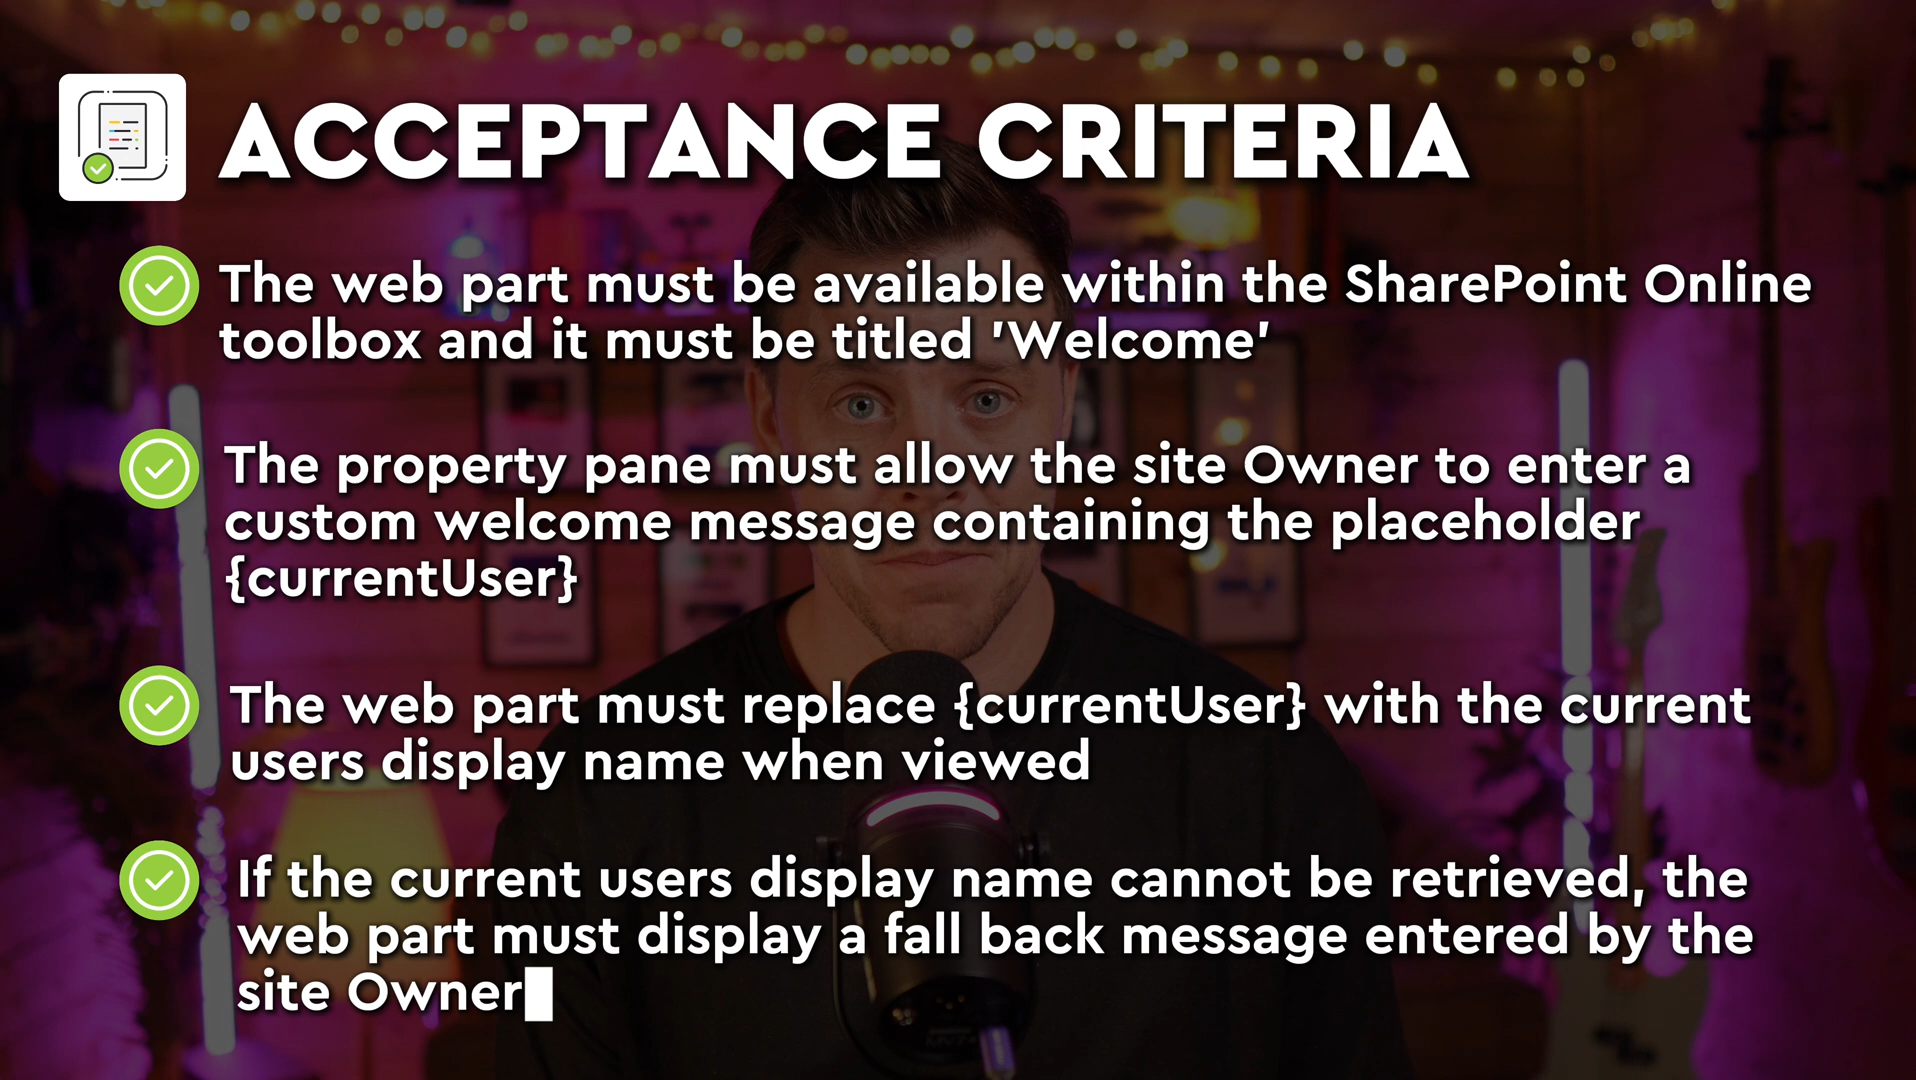 ACCEPTANCE CRITERIA
The web part must be available within the SharePoint Online
toolbox and it must be titled 'Welcome'
The property pane must allow the site Owner to enter a
custom welcome message containing the placeholder
{currentUser}
The web part must replace {currentUser} with the current
users display name when viewed
If the current users display name cannot be retrieved, the
web part must display a fall back message entered by the
site Owner